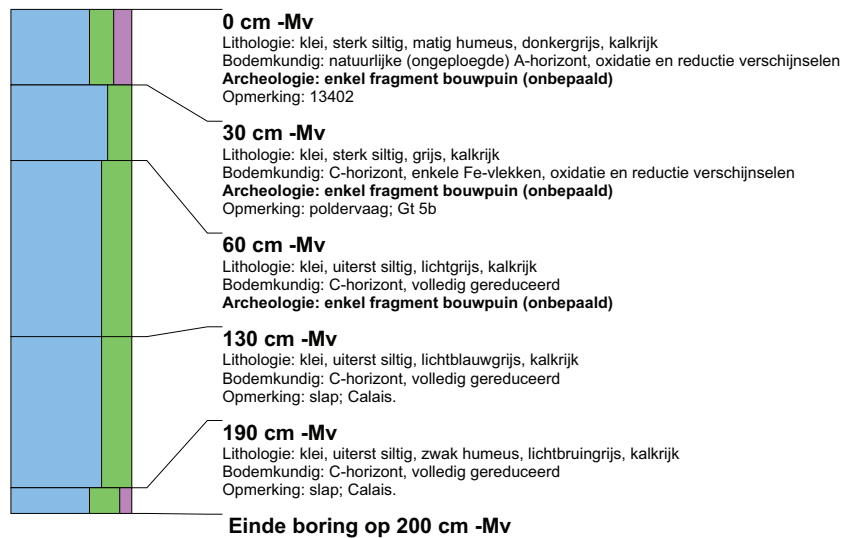 0 cm -Mv
Lithologie: klei, sterk siltig, matig humeus, donkergrijs, kalkrijk
Bodemkundig: natuurlijke (ongeploegde) A-horizont, oxidatie en reductie verschijnselen
Archeologie: enkel fragment bouwpuin (onbepaald)
Opmerking: 13402
30 cm -Mv
Lithologie: klei, sterk siltig, grijs, kalkrijk
Bodemkundig: C-horizont, enkele Fe-vlekken, oxidatie en reductie verschijnselen
Archeologie: enkel fragment bouwpuin (onbepaald)
Opmerking: poldervaag; Gt 5b
60 cm -Mv
Lithologie: klei, uiterst siltig, lichtgrijs, kalkrijk
Bodemkundig: C-horizont, volledig gereduceerd
Archeologie: enkel fragment bouwpuin (onbepaald)
130 cm -Mv
Lithologie: klei, uiterst siltig, lichtblauwgrijs, kalkrijk
Bodemkundig: C-horizont, volledig gereduceerd
Opmerking: slap; Calais.
190 cm -Mv
Lithologie: klei, uiterst siltig, zwak humeus, lichtbruingrijs, kalkrijk
Bodemkundig: C-horizont, volledig gereduceerd
Opmerking: slap; Calais.
Einde boring op 200 cm -Mv